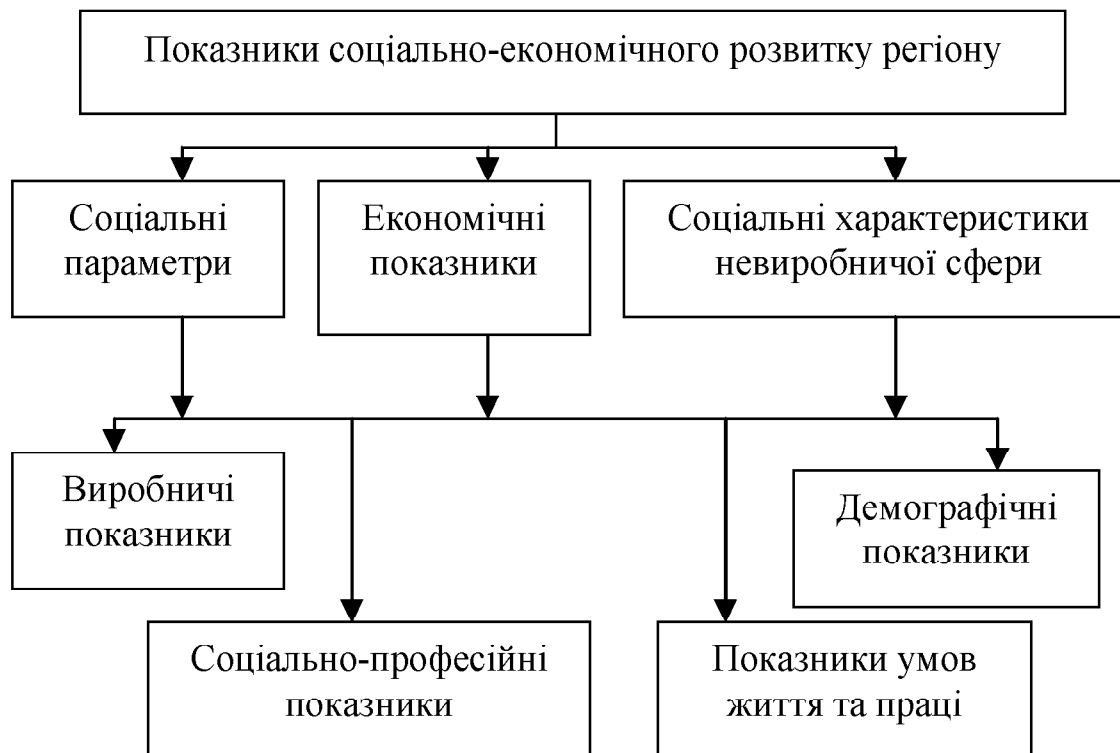 Показники соціально-економічного розвитку регіону
Соціальні
параметри
Економічні
показники
Соціальні характеристики
невиробничої сфери
Виробничі
показники
Демографічні
показники
Соціально-професійні
показники
Показники умов
життя та праці